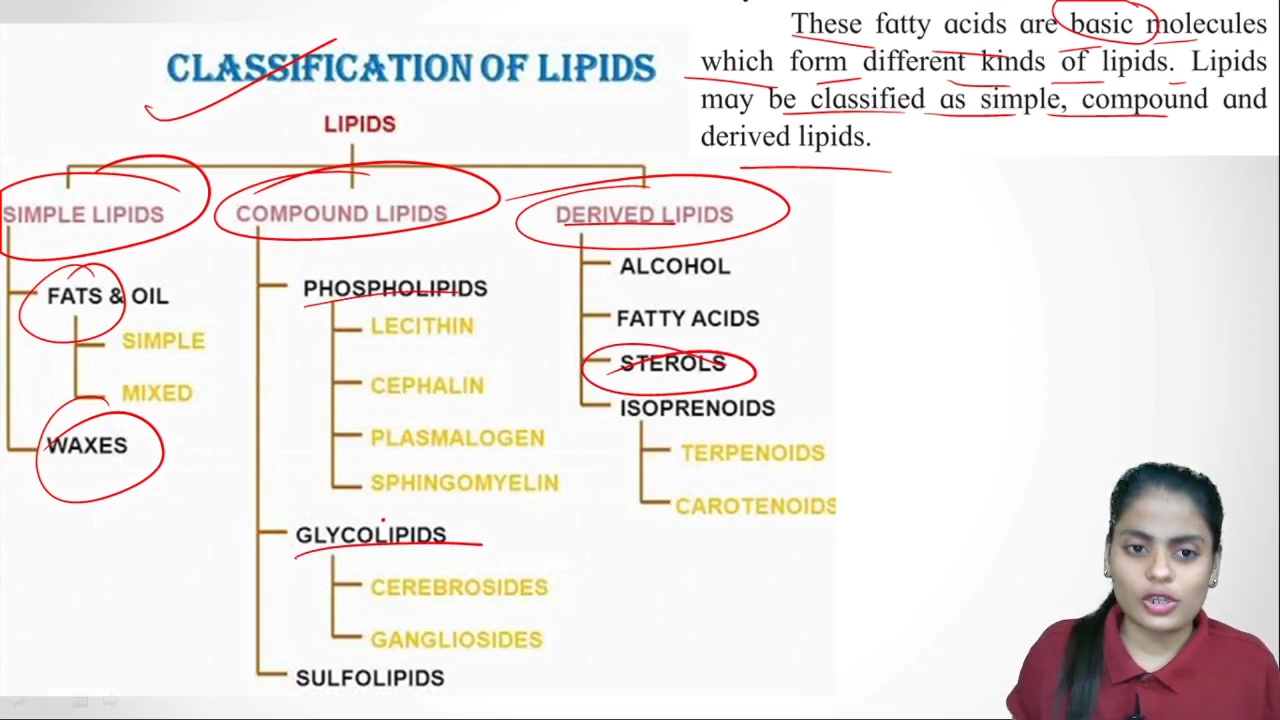 These fatty acids are basic molecules
which form different kinds of lipids. Lipids
may be classified as simple, compound and
derived lipids.
CLASSIFICATION OF LIPIDS
LIPIDS
SIMPLE LIPIDS
FATS & OIL
SIMPLE
MIXED
WAXES
COMPOUND LIPIDS
PHOSPHOLIPIDS
LECITHIN
CEPHALIN
PLASMALOGEN
SPHINGOMYELIN
GLYCOLIPIDS
CEREBROSIDES
GANGLIOSIDES
SULFOLIPIDS
DERIVED LIPIDS
ALCOHOL
FATTY ACIDS
STEROLS
ISOPRENOIDS
TERPENOIDS
CAROTENOIDS